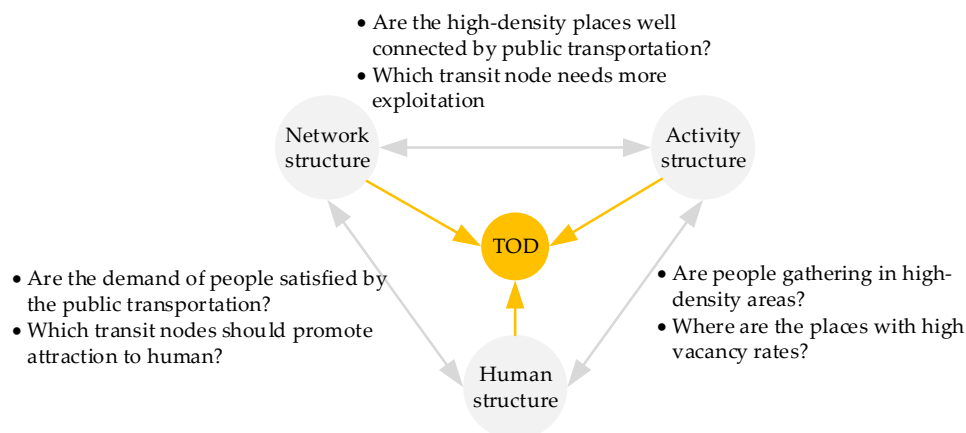 • Are the high-density places well
connected by public transportation?
• Which transit node needs more
exploitation
Network
structure
Activity
structure
TOD
• Are the demand of people satisfied by
the public transportation?
• Which transit nodes should promote
attraction to human?
• Are people gathering in high-
density areas?
• Where are the places with high
vacancy rates?
Human
structure